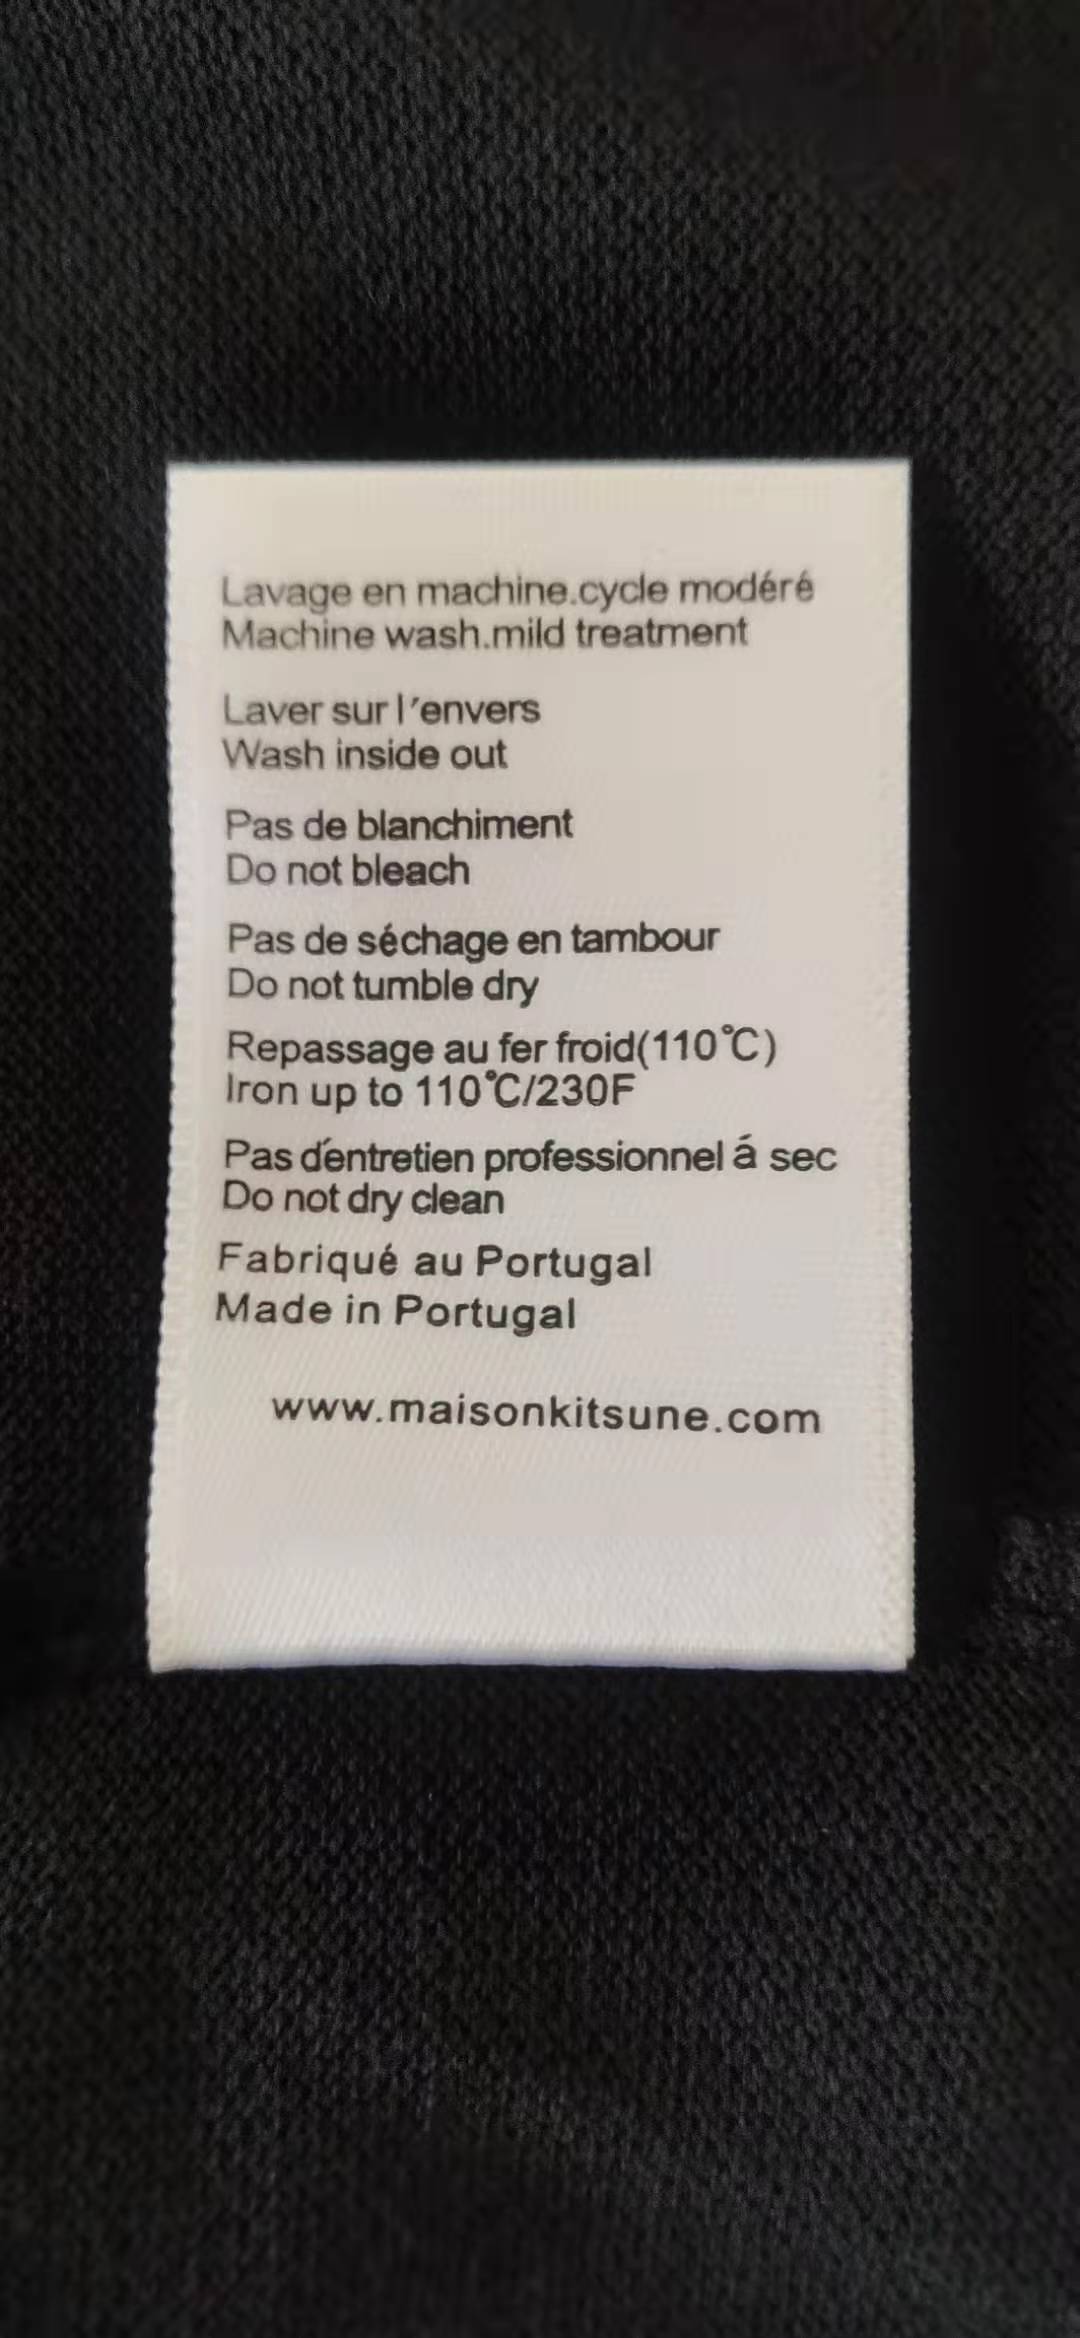 Lavage en machine.cycle modéré
Machine wash.mild treatment
Laver sur l'envers
Wash inside out
Pas de blanchiment
Do not bleach
Pas de séchage en tambour
Do not tumble dry
Repassage au fer froid(110℃)
Iron up to 110℃/230F
Pas d'entretien professionnel á sec
Do not dry clean
Fabriqué au Portugal
Made in Portugal
www.maisonkitsune.com